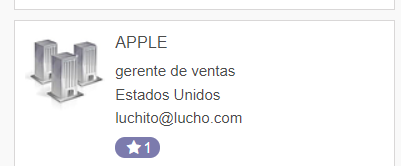 APPLE
gerente de ventas
Estados Unidos
luchito@lucho.com
1